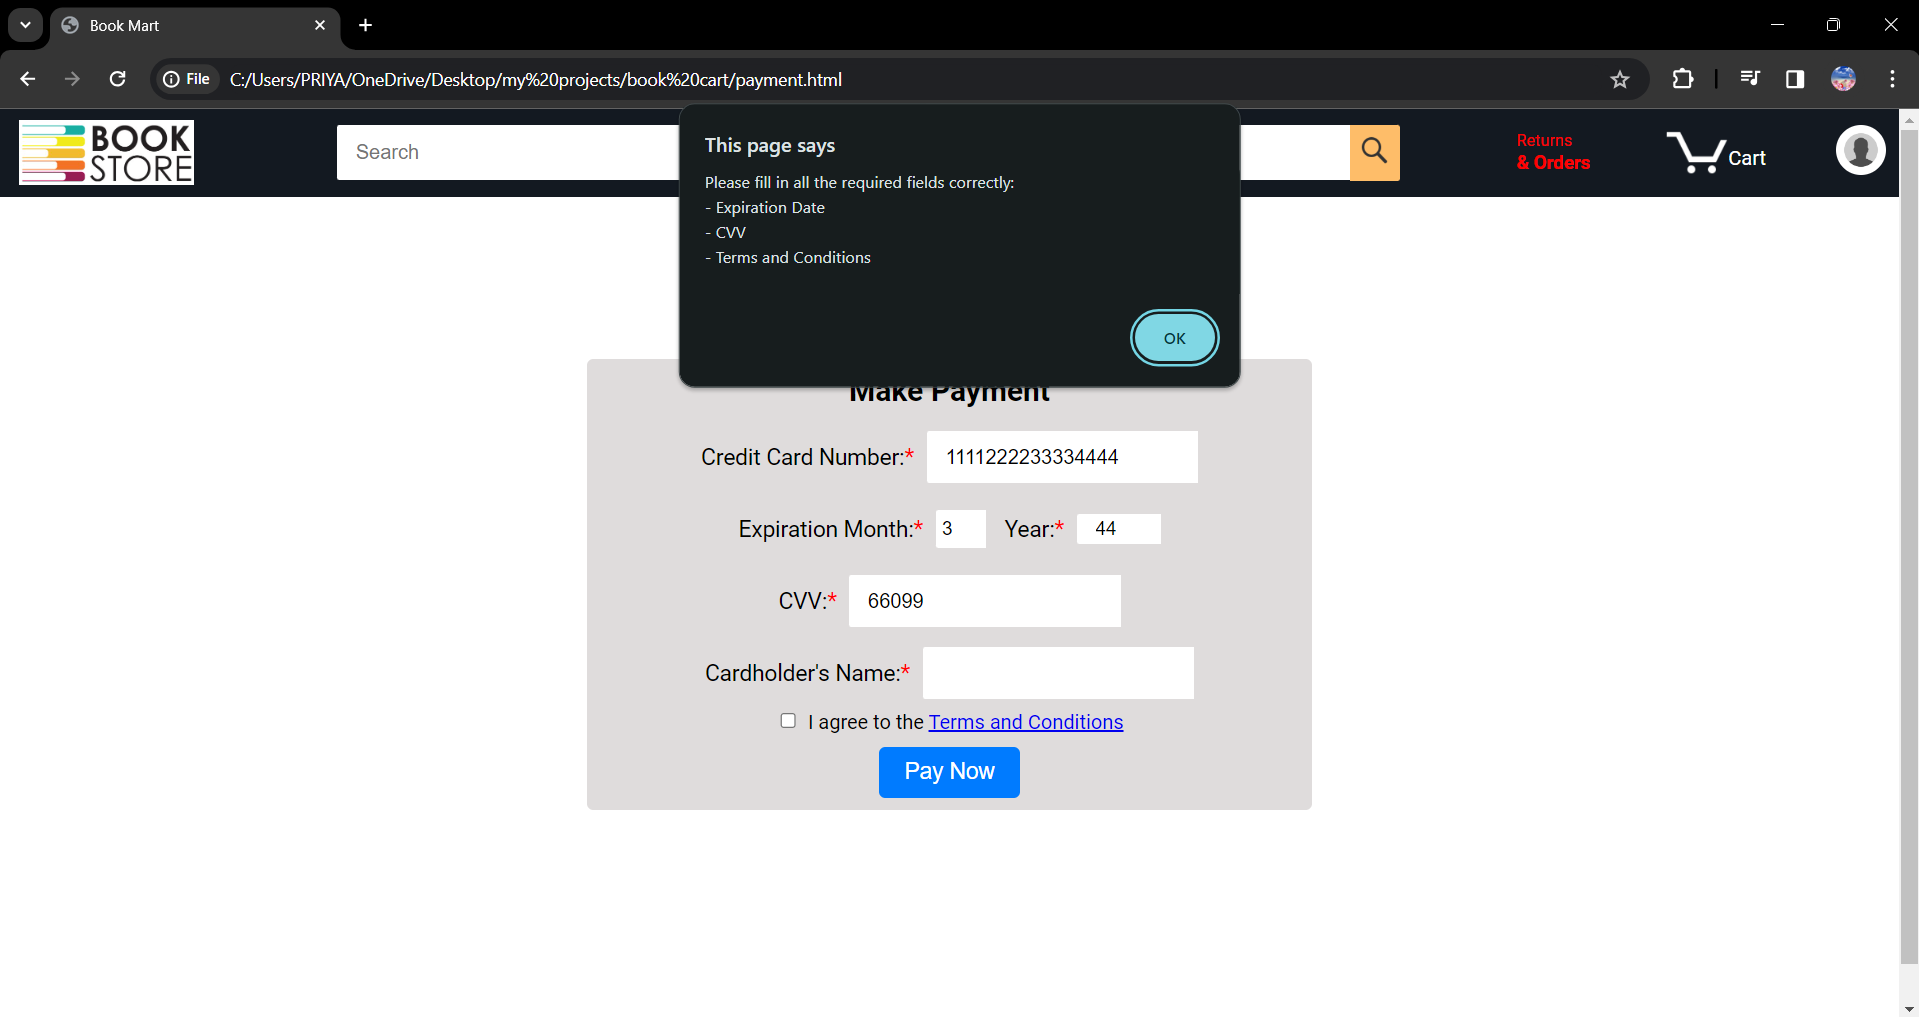 Book Mart
File C:/Users/PRIYA/OneDrive/Desktop/my%20projects/book%20cart/payment.html
BOOK
STORE
Search
Returns
& Orders
Cart
This page says
Please fill in all the required fields correctly:
- Expiration Date
- CVV
- Terms and Conditions
OK
Make Payment
Credit Card Number:* 1111222233334444
Expiration Month:* 3 Year:* 44
CVV:* 66099
Cardholder's Name:*
I agree to the Terms and Conditions
Pay Now